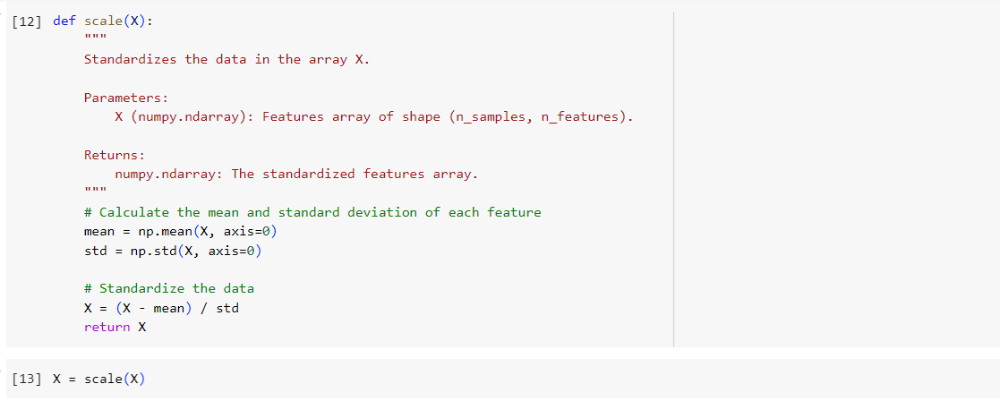 [12] def scale(X):
"""
Standardizes the data in the array X.
Parameters:
X (numpy.ndarray): Features array of shape (n_samples, n_features).
Returns:
numpy.ndarray: The standardized features array.
"""
# Calculate the mean and standard deviation of each feature
mean = np.mean(X, axis=0)
std = np.std(X, axis=0)
# Standardize the data
X = (X - mean) / std
return X
[13] X = scale(X)